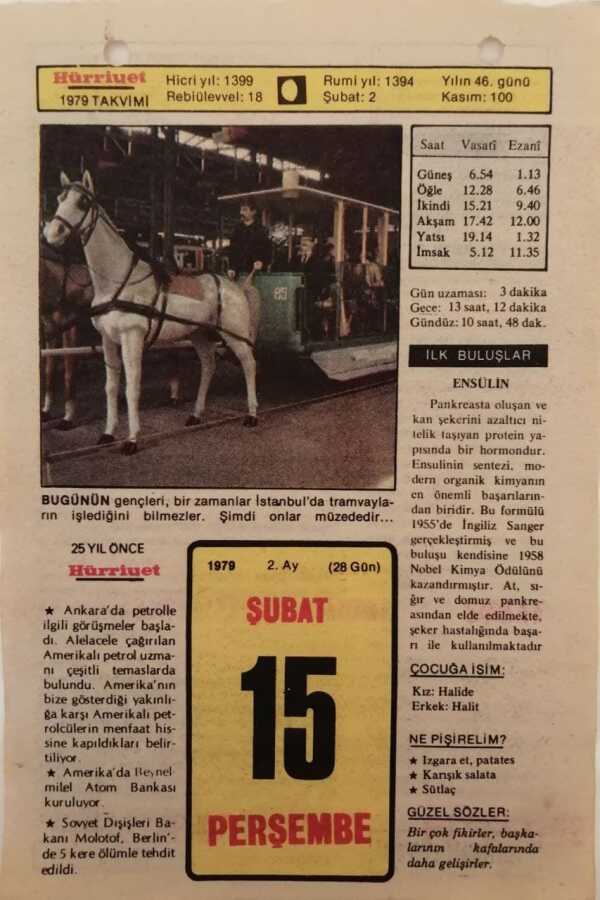 Hürriyet
1979 TAKVİMİ
Hicri yıl: 1399
Rebiülevvel: 18
Rumi yıl: 1394
Şubat: 2
Yılın 46. günü
Kasım: 100
Saat Vasatî Ezanî
Güneş 6.54 1.13
Öğle 12.28 6.46
İkindi 15.21 9.40
Akşam 17.42 12.00
Yatsı 19.14 1.32
İmsak 5.12 11.35
85
Gün uzaması: 3 dakika
Gece: 13 saat, 12 dakika
Gündüz: 10 saat, 48 dak.
BUGÜNÜN gençleri, bir zamanlar İstanbul'da tramvayla-
rın işlediğini bilmezler. Şimdi onlar müzededir...
İLK BULUŞLAR
ENSÜLİN
Pankreasta oluşan ve
kan şekerini azaltıcı ni-
telik taşıyan protein ya-
pısında bir hormondur.
Ensulinin sentezi, mo-
dern organik kimyanın
en önemli başarıların-
dan biridir. Bu formülü
1955'de İngiliz Sanger
gerçekleştirmiş ve bu
buluşu kendisine 1958
Nobel Kimya Ödülünü
kazandırmıştır. At, sı-
ğır ve domuz pankre-
asından elde edilmekte,
şeker hastalığında başa-
rı ile kullanılmaktadır
25 YIL ÖNCE
Hürriyet
★ Ankara'da petrolle
ilgili görüşmeler başla-
dı. Alelacele çağırılan
Amerikalı petrol uzma-
nı çeşitli temaslarda
bulundu. Amerika'nın
bize gösterdiği yakınlı-
ğa karşı Amerikalı pet-
rolcülerin menfaat his-
sine kapıldıkları belir-
tiliyor.
★ Amerika'da Beynel-
milel Atom Bankası
kuruluyor.
★ Sovyet Dışişleri Ba-
kanı Molotof, Berlin'-
de 5 kere ölümle tehdit
edildi.
1979 2. Ay (28 Gün)
ŞUBAT
15
PERŞEMBE
ÇOCUĞA İSİM:
Kız: Halide
Erkek: Halit
NE PİŞİRELİM?
★ Izgara et, patates
★ Karışık salata
★ Sütlaç
GÜZEL SÖZLER:
Bir çok fikirler, başka-
larının kafalarında
daha gelişirler.